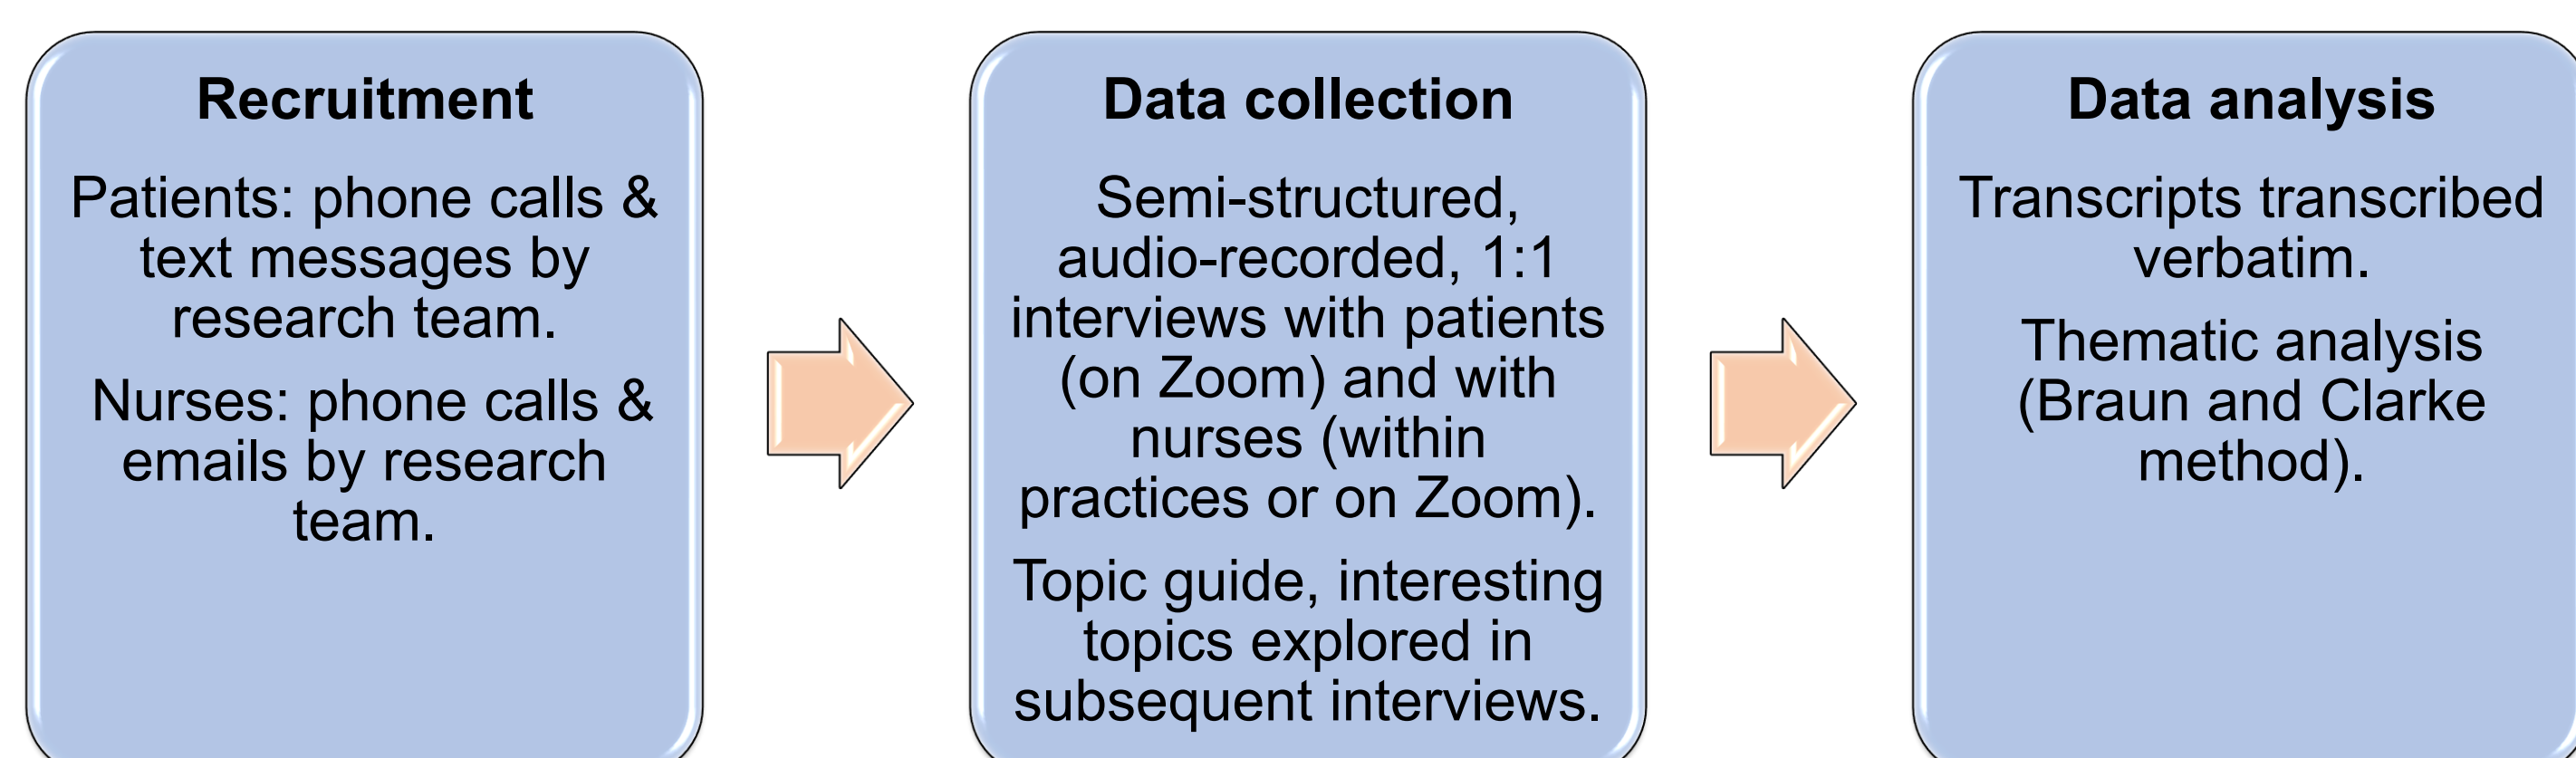 Recruitment
Patients: phone calls &
text messages by
research team.
Nurses: phone calls &
emails by research
team.
Data collection
Semi-structured,
audio-recorded, 1:1
interviews with patients
(on Zoom) and with
nurses (within
practices or on Zoom).
Topic guide, interesting
topics explored in
subsequent interviews.
Data analysis
Transcripts transcribed
verbatim.
Thematic analysis
(Braun and Clarke
method).